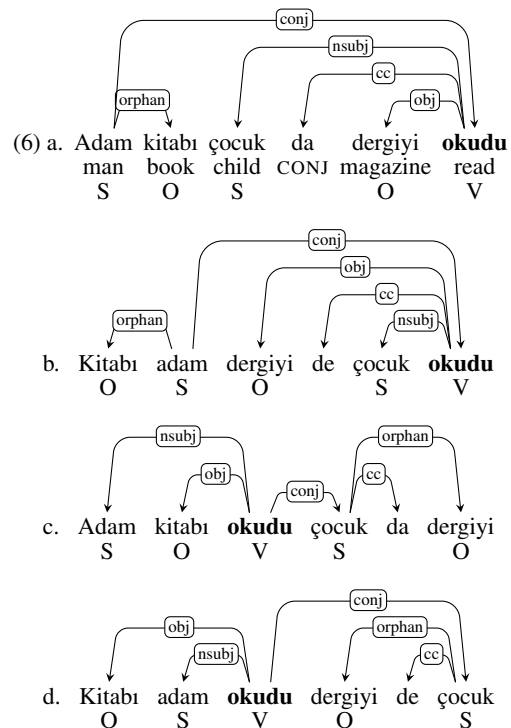 conj
nsubj
cc
orphan obj
(6) a. Adam kitabı çocuk da dergiyi okudu
man book child CONJ magazine read
S O S O V
conj
obj
cc
orphan nsubj
b. Kitabı adam dergiyi de çocuk okudu
O S O S V
nsubj orphan
obj conj cc
c. Adam kitabı okudu çocuk da dergiyi
S O V S O
conj
obj orphan
nsubj cc
d. Kitabı adam okudu dergiyi de çocuk
O S V O S